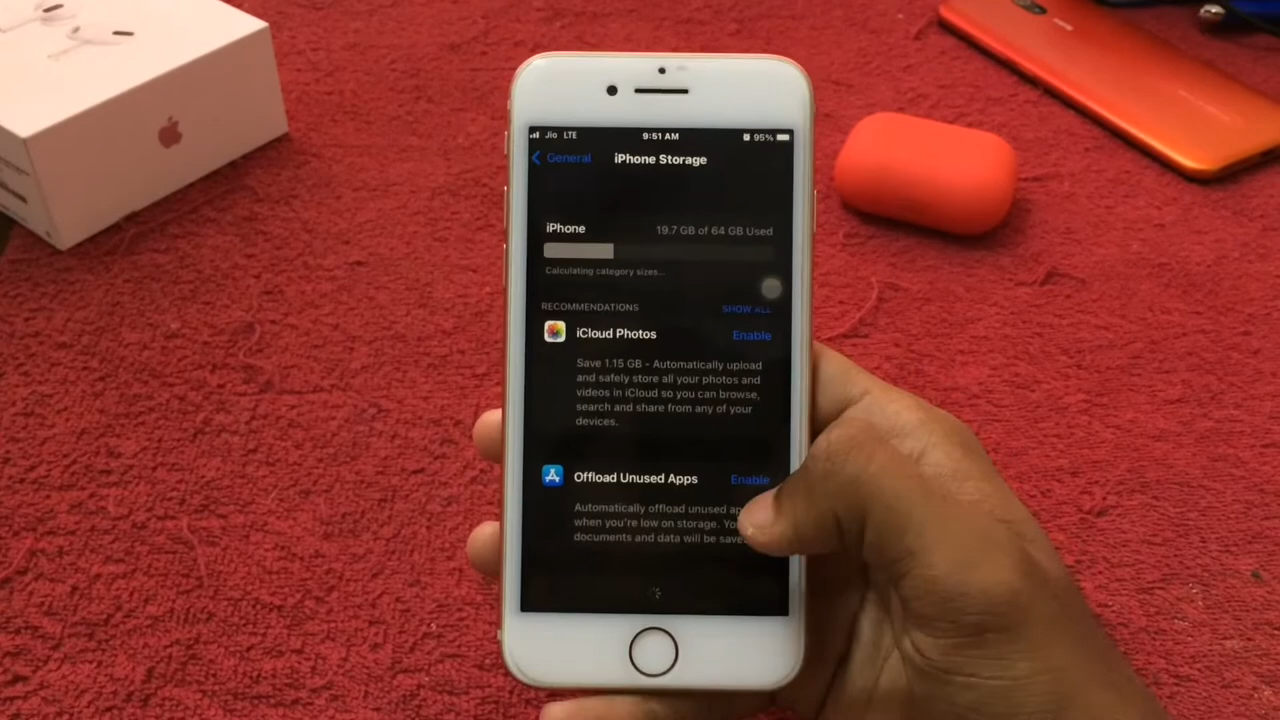 Jio LTE
9:51 AM
95%
General
iPhone Storage
iPhone
19.7 GB of 64 GB Used
Calculating category sizes...
RECOMMENDATIONS
SHOW ALL
iCloud Photos
Enable
Save 1.15 GB - Automatically upload
and safely store all your photos and
videos in iCloud so you can browse,
search and share from any of your
devices.
Offload Unused Apps
Enable
Automatically offload unused ap
when you're low on storage. Yo
documents and data will be save